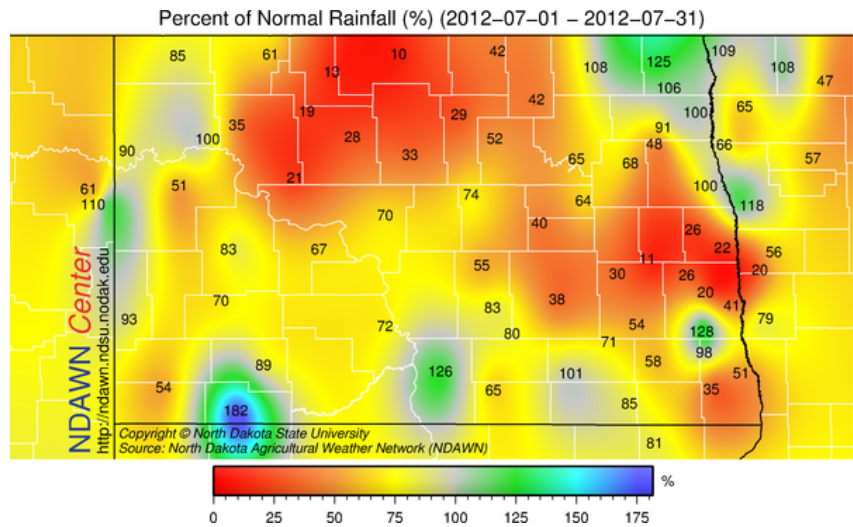 Percent of Normal Rainfall (%) (2012-07-01 – 2012-07-31)
85 61 10 42 125 109
13 108 108 47
106
19 42 65
35 29 100
100 28 52 91
90 33 65 48 66 57
21 68
61 51 74 100
110 70 64 118
40
83 67 26 22 56
55 30 11 26 20
70 38 20
93 83 41 79
72 80 54 128
71 98
89 58
54 126 65 101 35 51
182 85
81
NDAWN Center
http://ndawn.ndsu.nodak.edu
Copyright © North Dakota State University
Source: North Dakota Agricultural Weather Network (NDAWN)
%
0 25 50 75 100 125 150 175